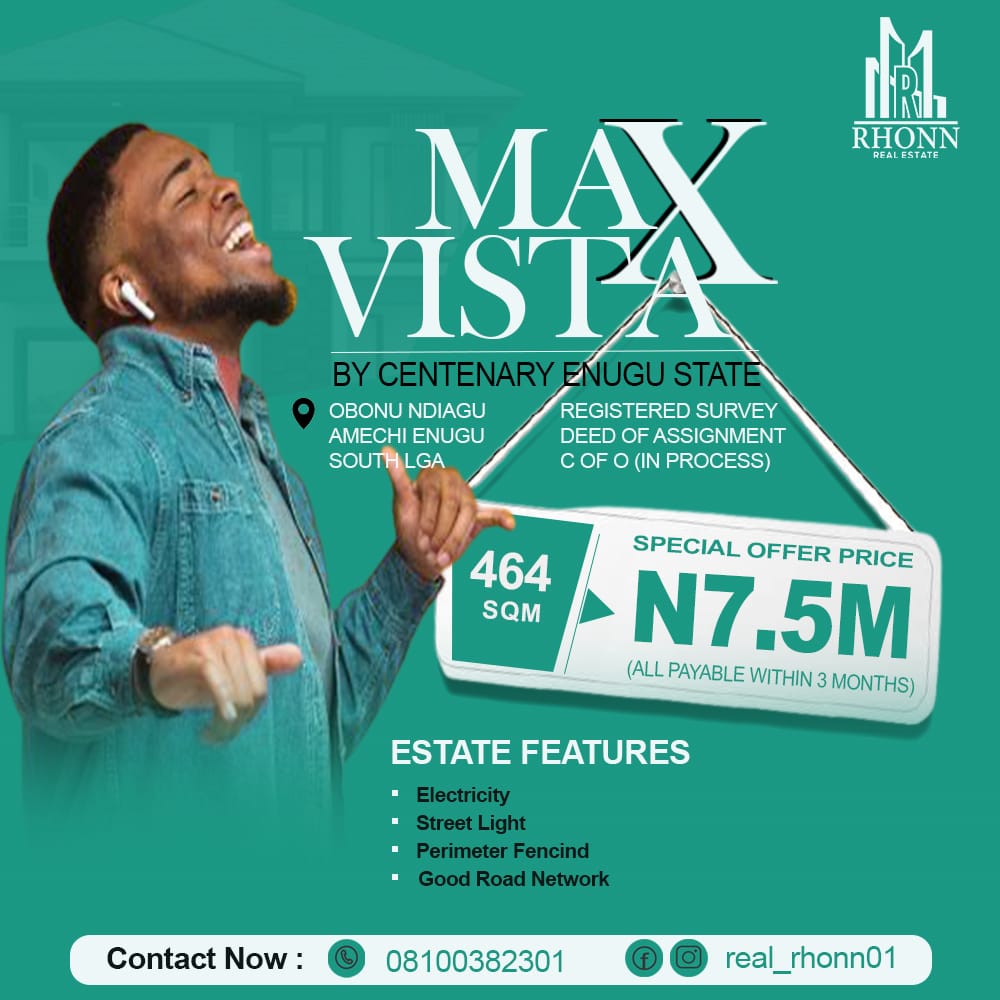 RHONN
REAL ESTATE
MAX
VISTA
BY CENTENARY ENUGU STATE
OBONU NDIAGU
AMECHI ENUGU
SOUTH LGA
REGISTERED SURVEY
DEED OF ASSIGNMENT
C OF O (IN PROCESS)
464
SQM
SPECIAL OFFER PRICE
N7.5M
(ALL PAYABLE WITHIN 3 MONTHS)
ESTATE FEATURES
▪ Electricity
▪ Street Light
▪ Perimeter Fencind
▪ Good Road Network
Contact Now : 08100382301 real_rhonn01